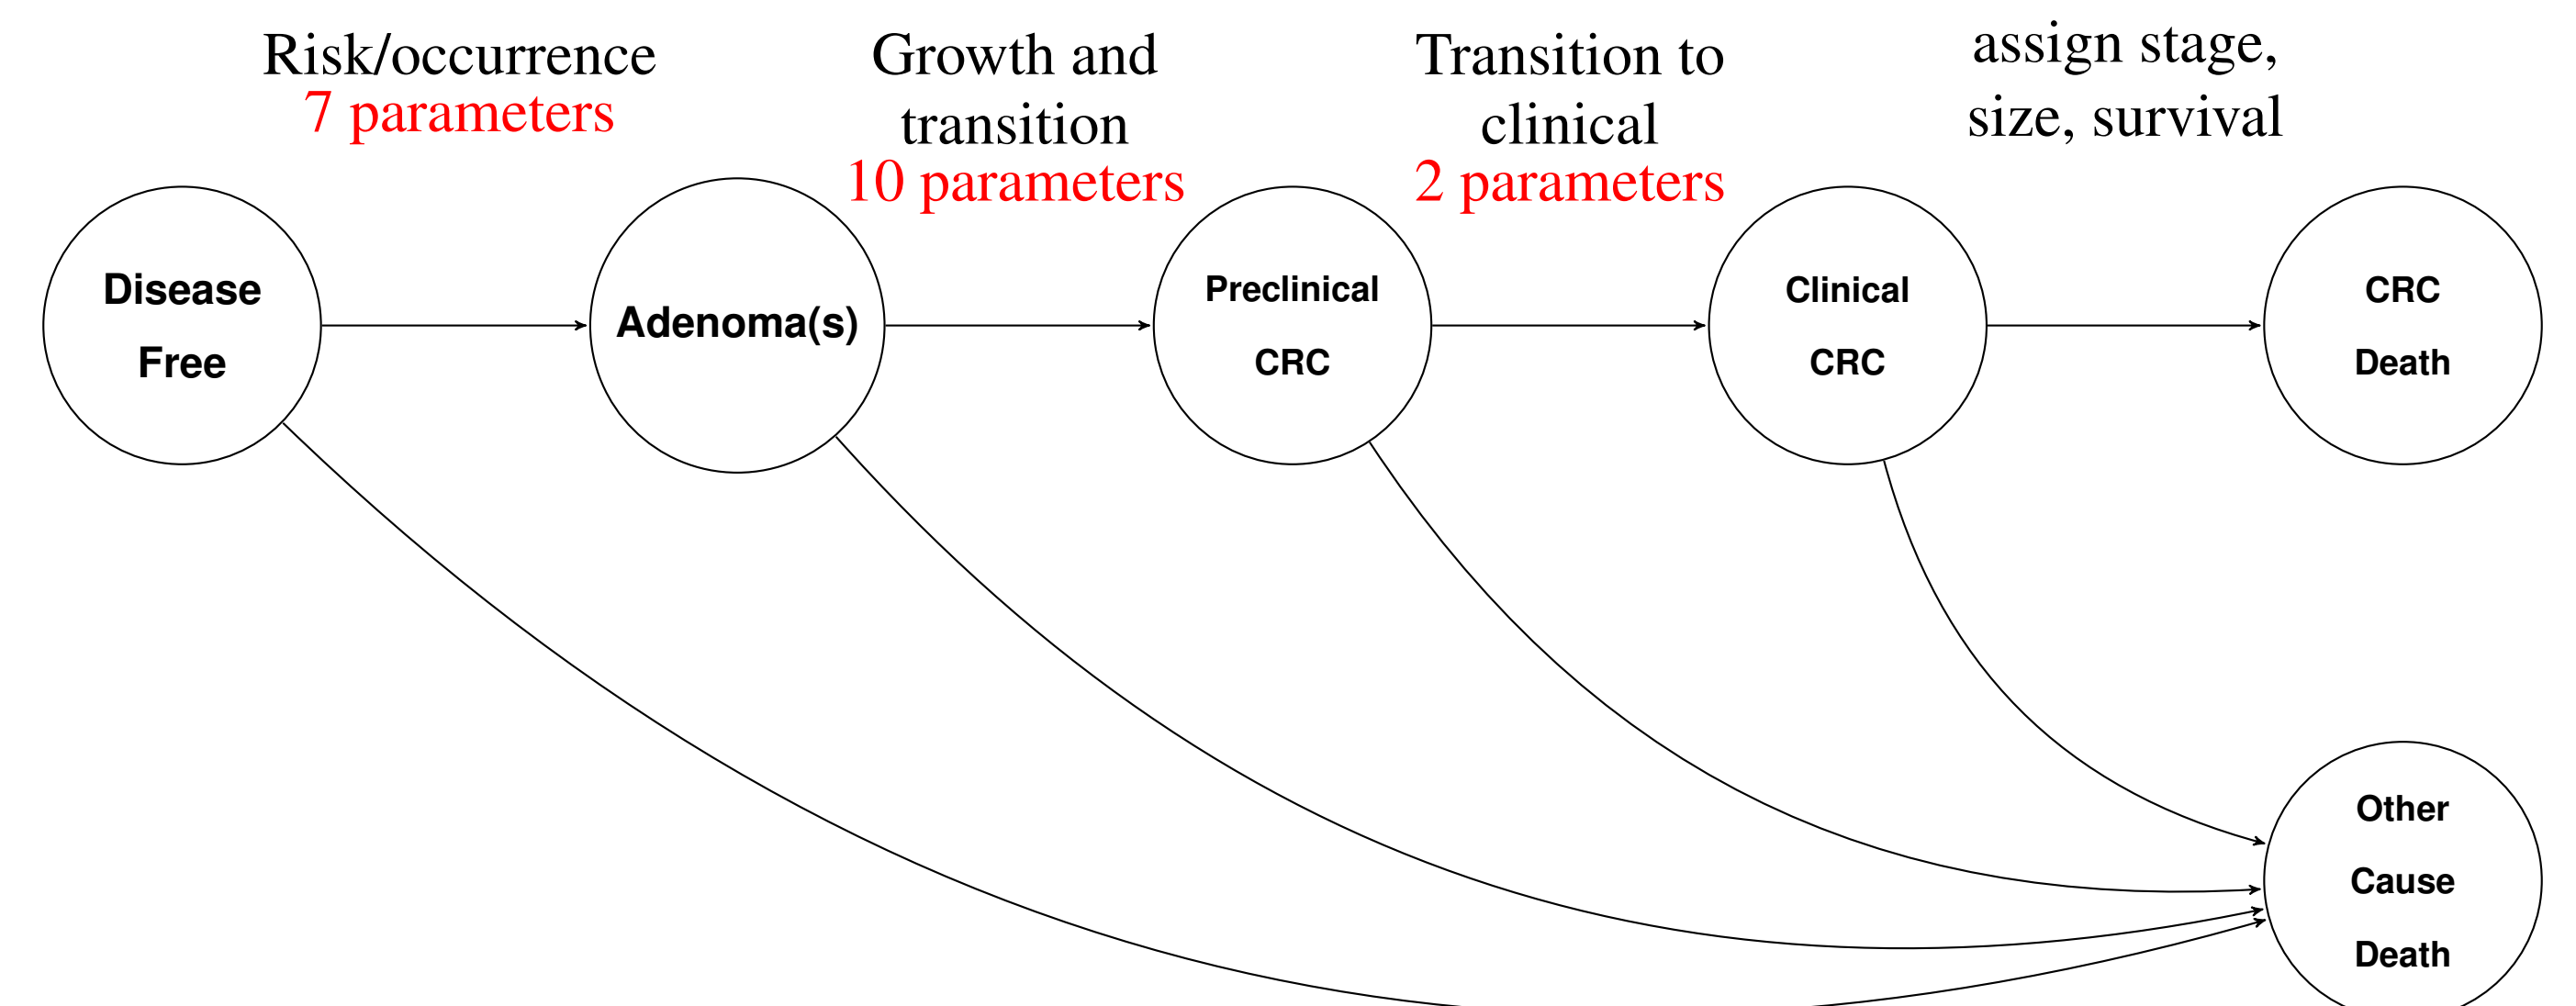 Risk/occurrence
7 parameters
Growth and
transition
10 parameters
Transition to
clinical
2 parameters
assign stage,
size, survival
Disease
Free
Adenoma(s)
Preclinical
CRC
Clinical
CRC
CRC
Death
Other
Cause
Death